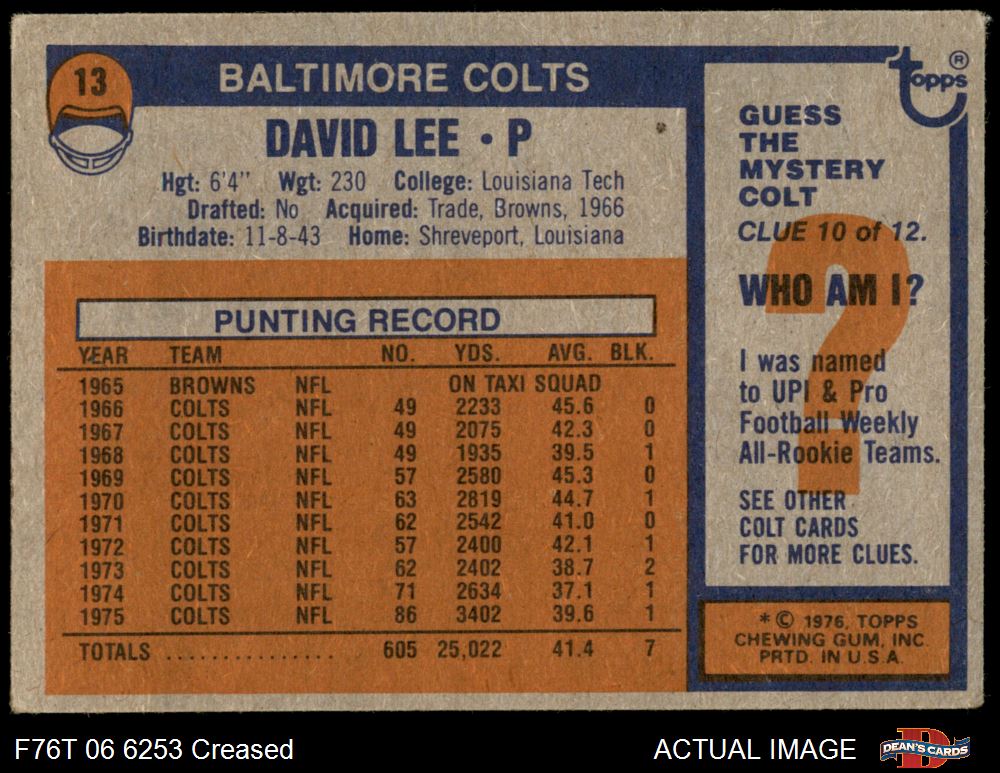 13
BALTIMORE COLTS
DAVID LEE • P
Hgt: 6'4" Wgt: 230 College: Louisiana Tech
Drafted: No Acquired: Trade, Browns, 1966
Birthdate: 11-8-43 Home: Shreveport, Louisiana
PUNTING RECORD
YEAR TEAM NO. YDS. AVG. BLK.
1965 BROWNS NFL ON TAXI SQUAD
1966 COLTS NFL 49 2233 45.6 0
1967 COLTS NFL 49 2075 42.3 0
1968 COLTS NFL 49 1935 39.5 1
1969 COLTS NFL 57 2580 45.3 0
1970 COLTS NFL 63 2819 44.7 1
1971 COLTS NFL 62 2542 41.0 0
1972 COLTS NFL 57 2400 42.1 1
1973 COLTS NFL 62 2402 38.7 2
1974 COLTS NFL 71 2634 37.1 1
1975 COLTS NFL 86 3402 39.6 1
TOTALS ................ 605 25,022 41.4 7
topps ®
GUESS
THE
MYSTERY
COLT
CLUE 10 of 12.
?
WHO AM I?
I was named
to UPI & Pro
Football Weekly
All-Rookie Teams.
SEE OTHER
COLT CARDS
FOR MORE CLUES.
* © 1976, TOPPS
CHEWING GUM, INC.
PRTD. IN U.S.A.
F76T 06 6253 Creased
ACTUAL IMAGE
D
DEAN'S CARDS